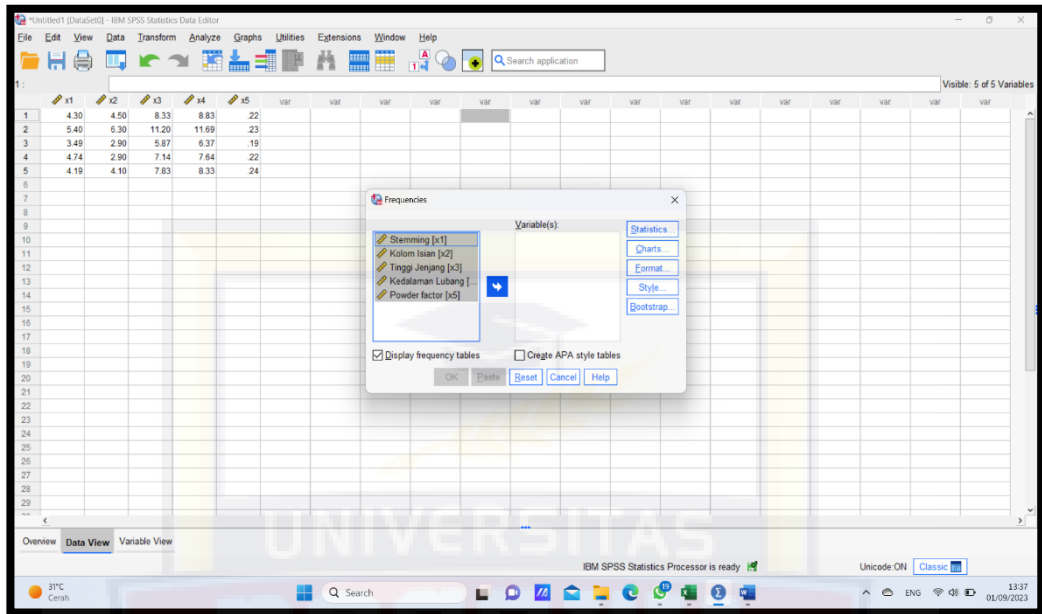 *Untitled1 [DataSet0] - IBM SPSS Statistics Data Editor
File Edit View Data Transform Analyze Graphs Utilities Extensions Window Help
Search application
1 :
Visible: 5 of 5 Variables
x1 x2 x3 x4 x5 var var var var var var var var var var var var var var var
1 4.30 4.50 8.33 8.83 .22
2 5.40 6.30 11.20 11.69 .23
3 3.49 2.90 5.87 6.37 .19
4 4.74 2.90 7.14 7.64 .22
5 4.19 4.10 7.83 8.33 .24
6
7
8
9
10
11
12
13
14
15
16
17
18
19
20
21
22
23
24
25
26
27
28
29
Frequencies
Variable(s):
Stemming [x1]
Kolom Isian [x2]
Tinggi Jenjang [x3]
Kedalaman Lubang [...
Powder factor [x5]
Statistics...
Charts...
Format...
Style...
Bootstrap...
Display frequency tables
Create APA style tables
OK Paste Reset Cancel Help
UNIVERSITAS
Overview Data View Variable View
IBM SPSS Statistics Processor is ready
Unicode:ON Classic
31°C
Cerah
Search
19
ENG
13:37
01/09/2023